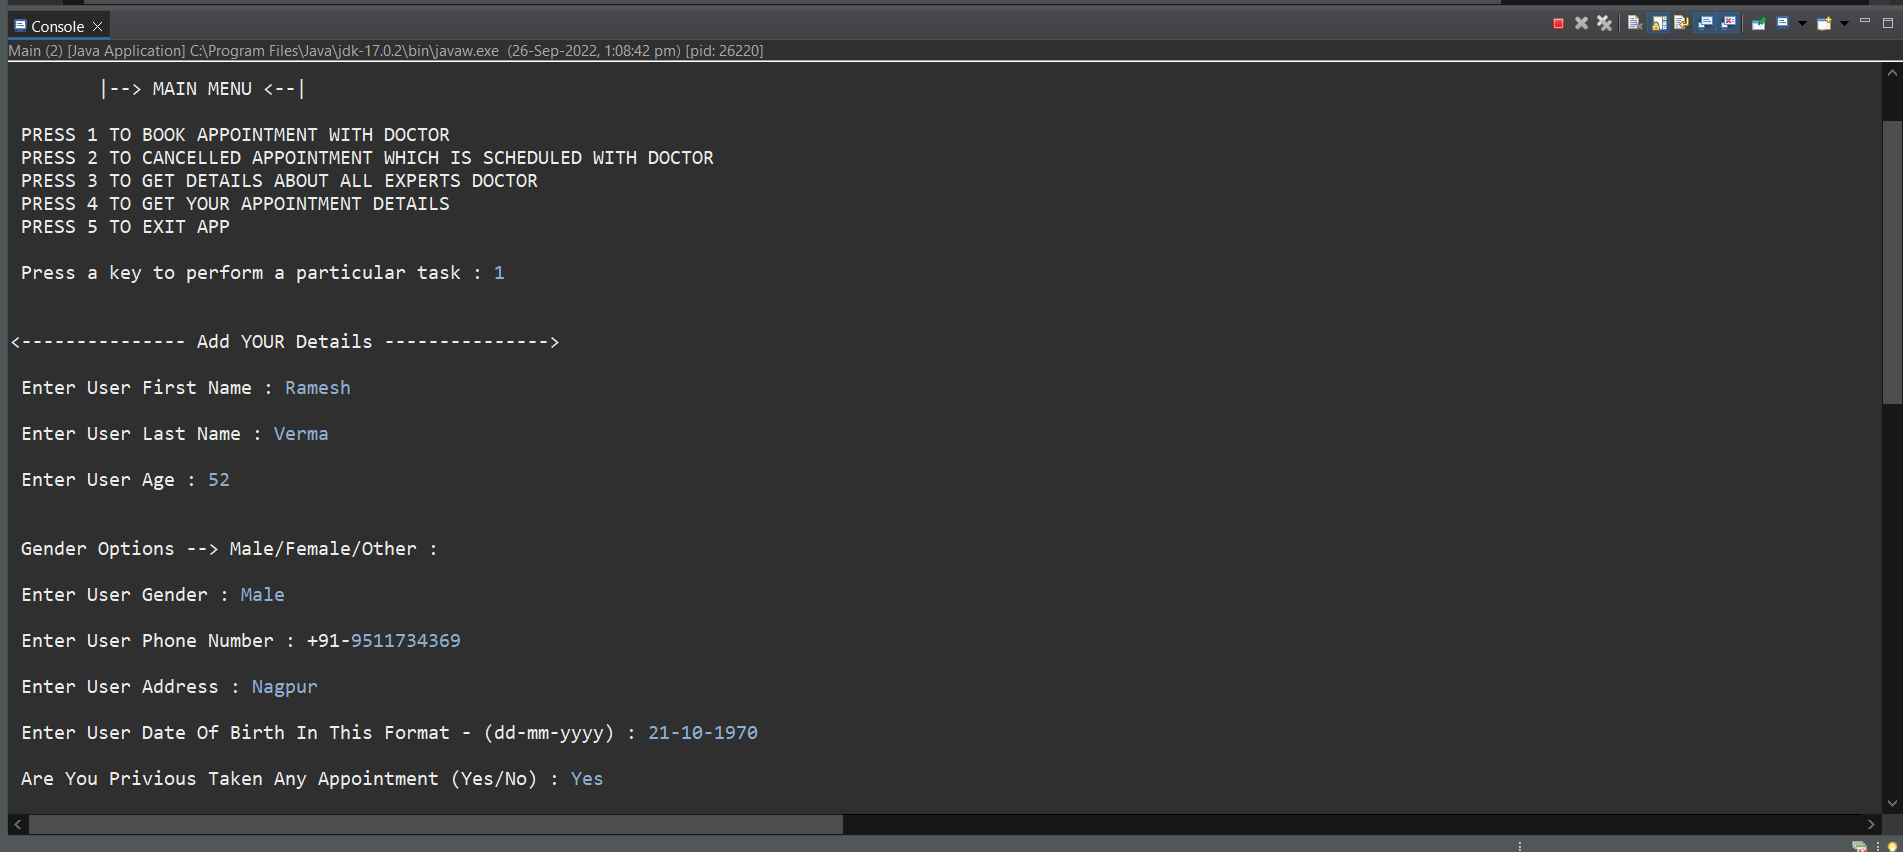 Console
Main (2) [Java Application] C:\Program Files\Java\jdk-17.0.2\bin\javaw.exe  (26-Sep-2022, 1:08:42 pm) [pid: 26220]
|--> MAIN MENU <--|
PRESS 1 TO BOOK APPOINTMENT WITH DOCTOR
PRESS 2 TO CANCELLED APPOINTMENT WHICH IS SCHEDULED WITH DOCTOR
PRESS 3 TO GET DETAILS ABOUT ALL EXPERTS DOCTOR
PRESS 4 TO GET YOUR APPOINTMENT DETAILS
PRESS 5 TO EXIT APP
Press a key to perform a particular task : 1
<--------------- Add YOUR Details --------------->
Enter User First Name : Ramesh
Enter User Last Name : Verma
Enter User Age : 52
Gender Options --> Male/Female/Other :
Enter User Gender : Male
Enter User Phone Number : +91-9511734369
Enter User Address : Nagpur
Enter User Date Of Birth In This Format - (dd-mm-yyyy) : 21-10-1970
Are You Privious Taken Any Appointment (Yes/No) : Yes